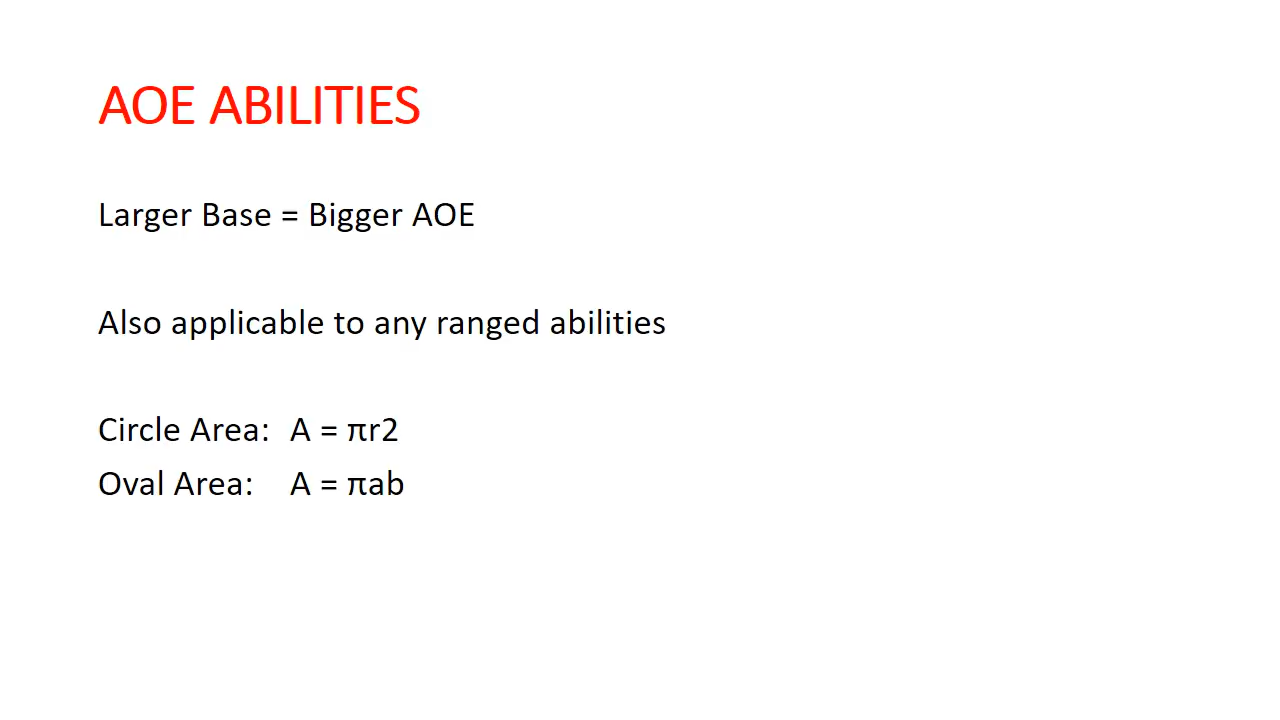 AOE ABILITIES
Larger Base = Bigger AOE
Also applicable to any ranged abilities
Circle Area: A = πr2
Oval Area: A = πab